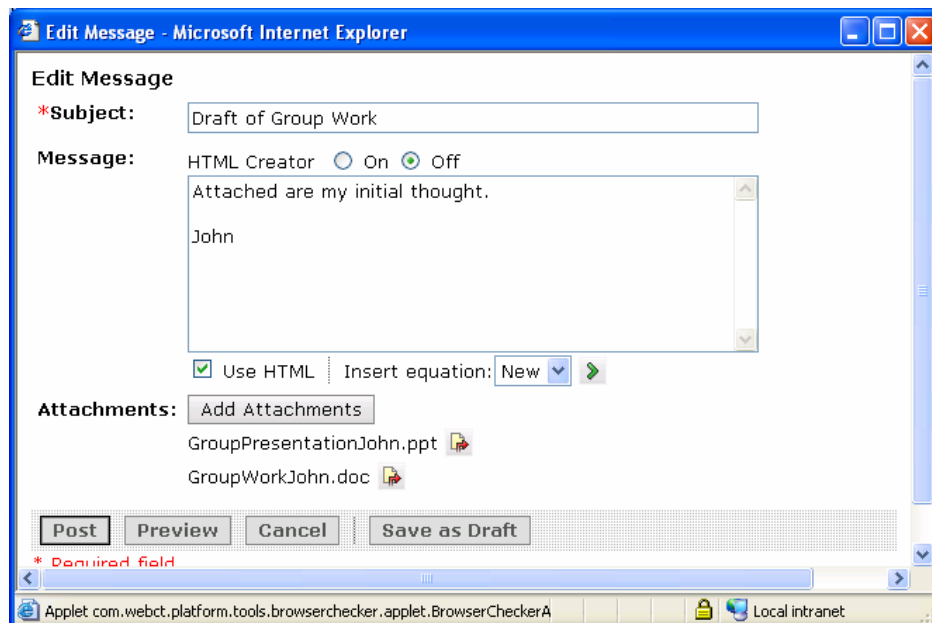 Edit Message - Microsoft Internet Explorer
Edit Message
*Subject: Draft of Group Work
Message: HTML Creator On Off
Attached are my initial thought.
John
Use HTML Insert equation: New
Attachments: Add Attachments
GroupPresentationJohn.ppt
GroupWorkJohn.doc
Post Preview Cancel Save as Draft
* Required field
Applet com.webct.platform.tools.browserchecker.applet.BrowserCheckerA Local intranet